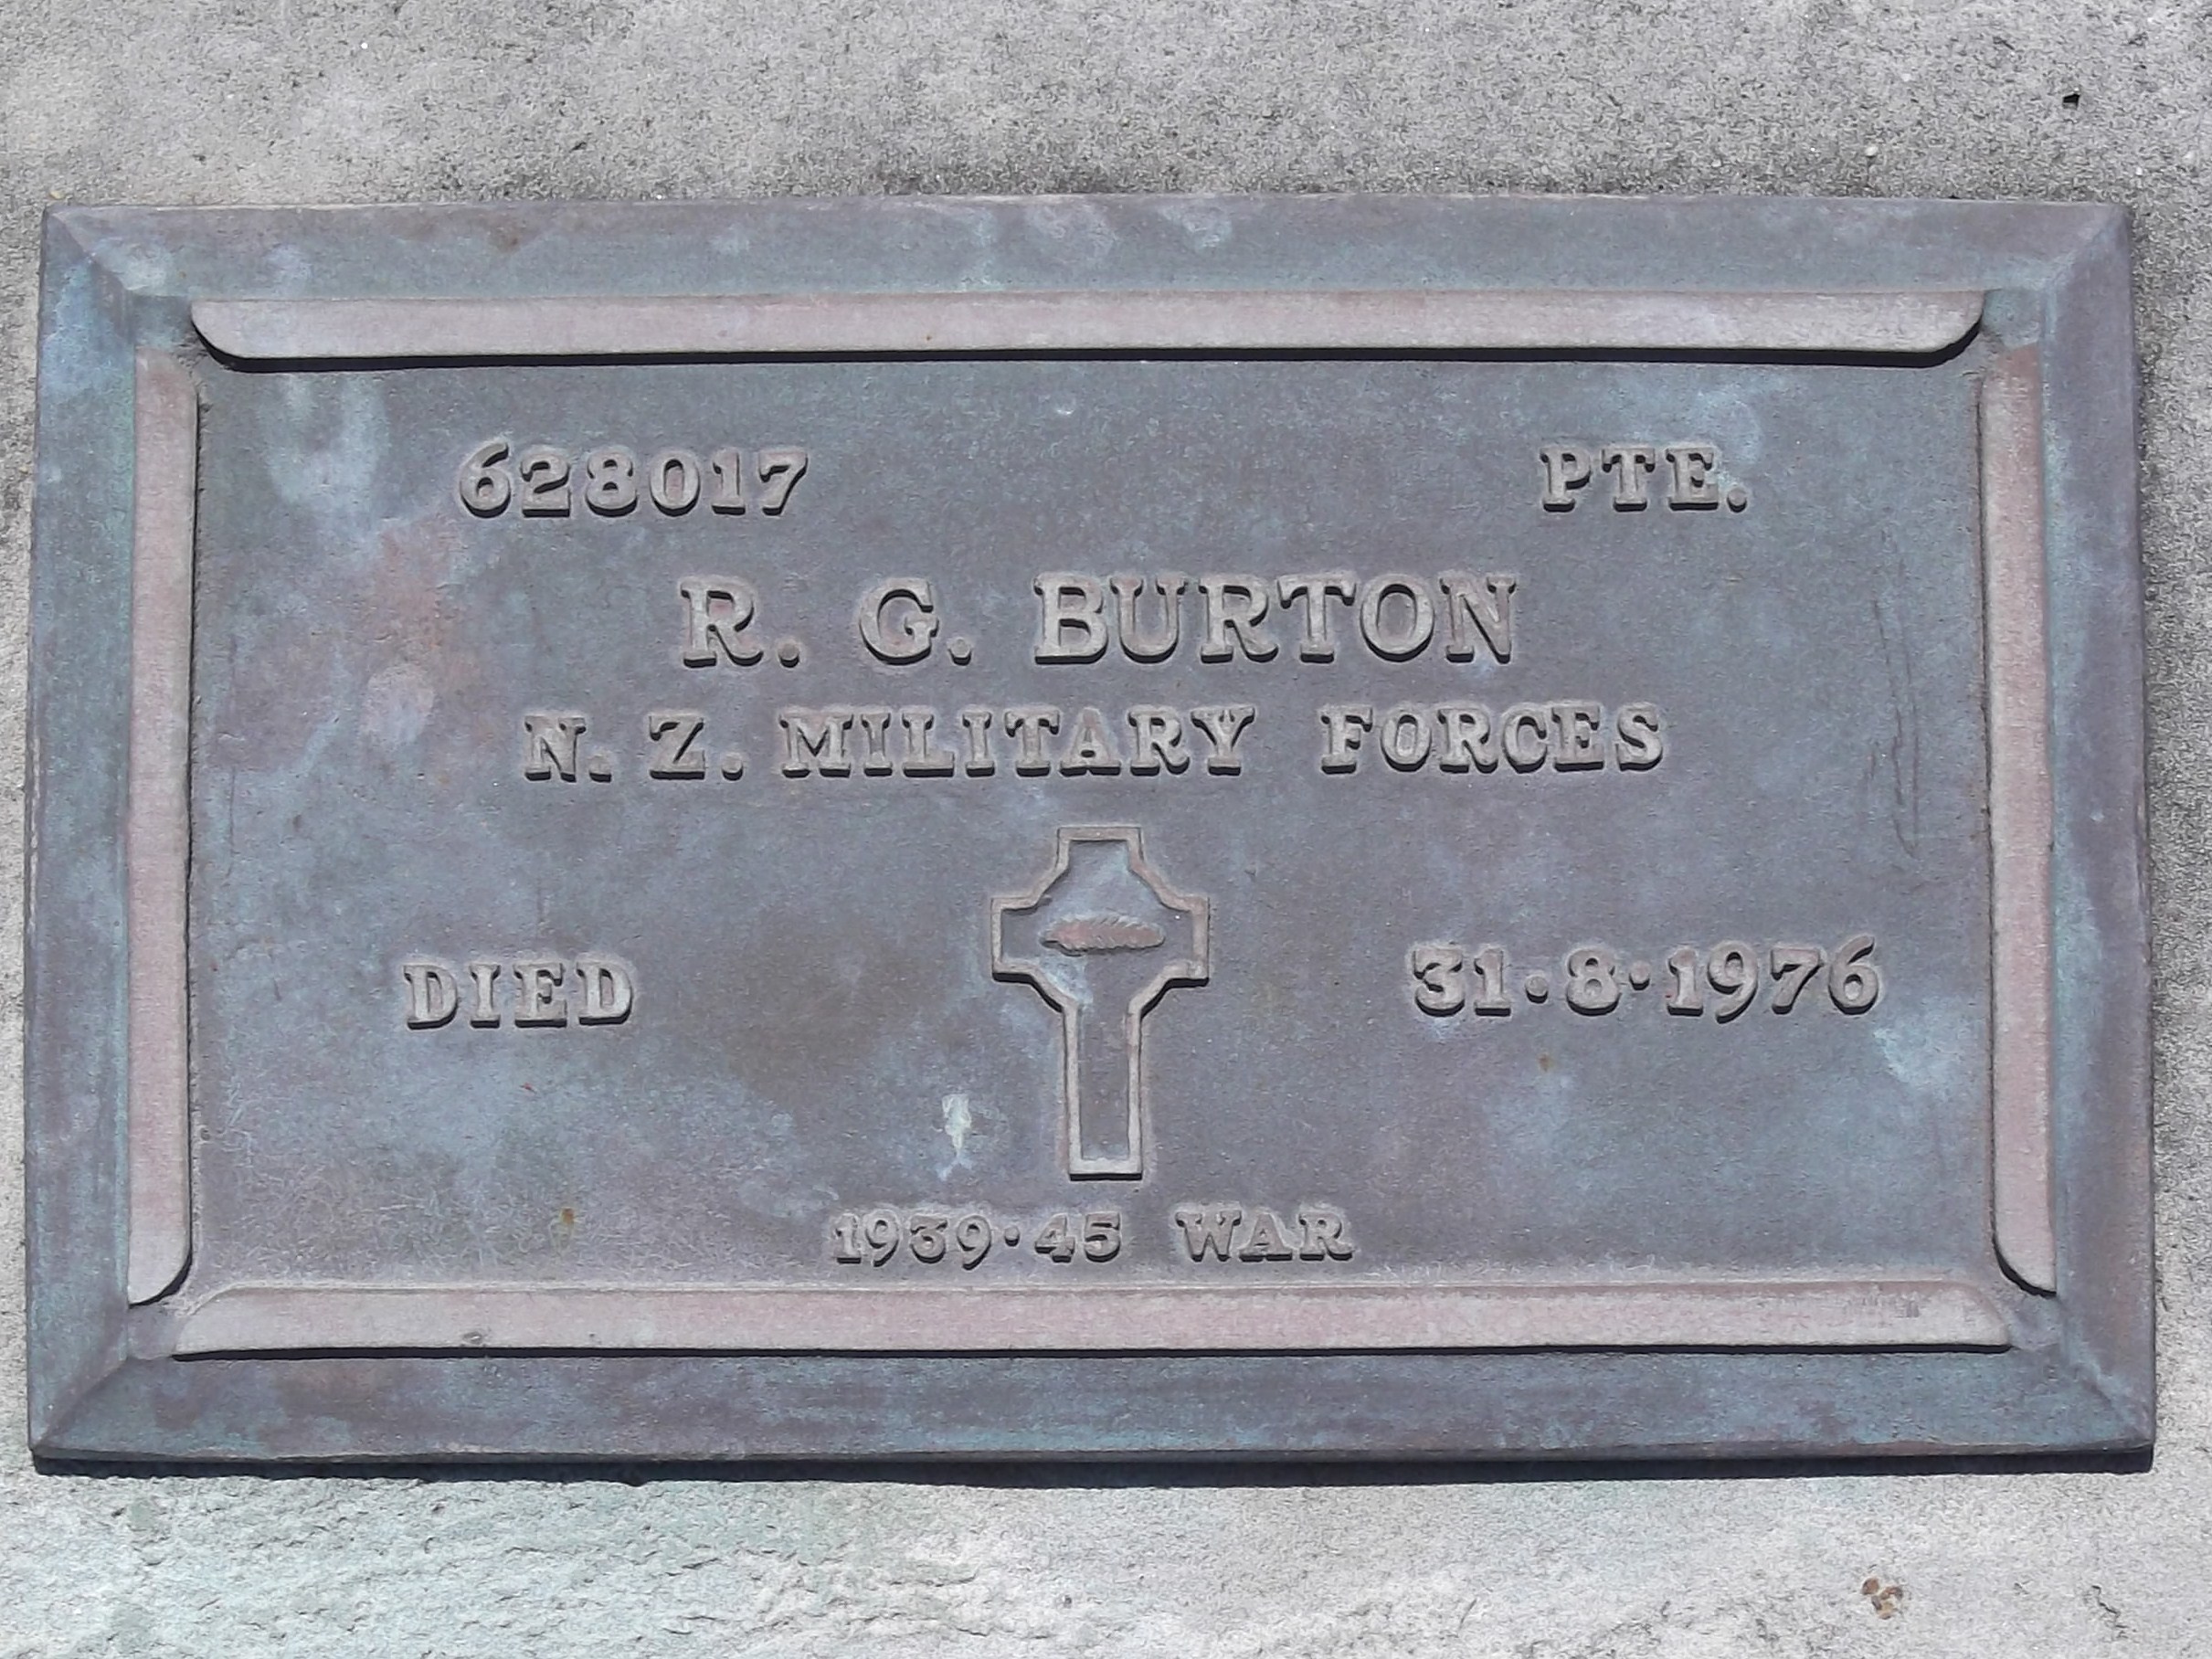 628017 PTE.
R. G. BURTON
N. Z. MILITARY FORCES
DIED 31·8·1976
1939·45 WAR